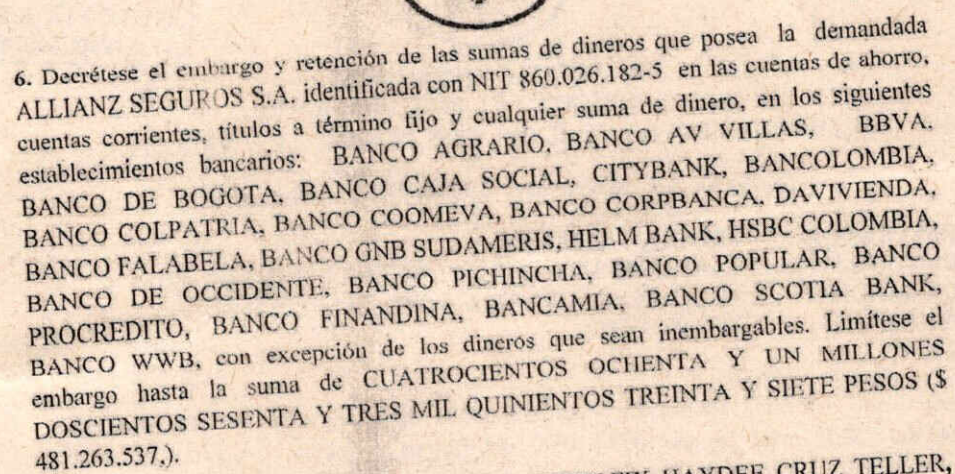 6. Decrétese el embargo y retención de las sumas de dineros que posea la demandada
ALLIANZ SEGUROS S.A. identificada con NIT 860.026.182-5 en las cuentas de ahorro,
cuentas corrientes, títulos a término fijo y cualquier suma de dinero, en los siguientes
establecimientos bancarios: BANCO AGRARIO, BANCO AV VILLAS, BBVA,
BANCO DE BOGOTA, BANCO CAJA SOCIAL, CITYBANK, BANCOLOMBIA,
BANCO COLPATRIA, BANCO COOMEVA, BANCO CORPBANCA, DAVIVIENDA,
BANCO FALABELA, BANCO GNB SUDAMERIS, HELM BANK, HSBC COLOMBIA,
BANCO DE OCCIDENTE, BANCO PICHINCHA, BANCO POPULAR, BANCO
PROCREDITO, BANCO FINANDINA, BANCAMIA, BANCO SCOTIA BANK,
BANCO WWB, con excepción de los dineros que sean inembargables. Limítese el
embargo hasta la suma de CUATROCIENTOS OCHENTA Y UN MILLONES
DOSCIENTOS SESENTA Y TRES MIL QUINIENTOS TREINTA Y SIETE PESOS ($
481.263.537,).
HAYDEE CRUZ TELLER,